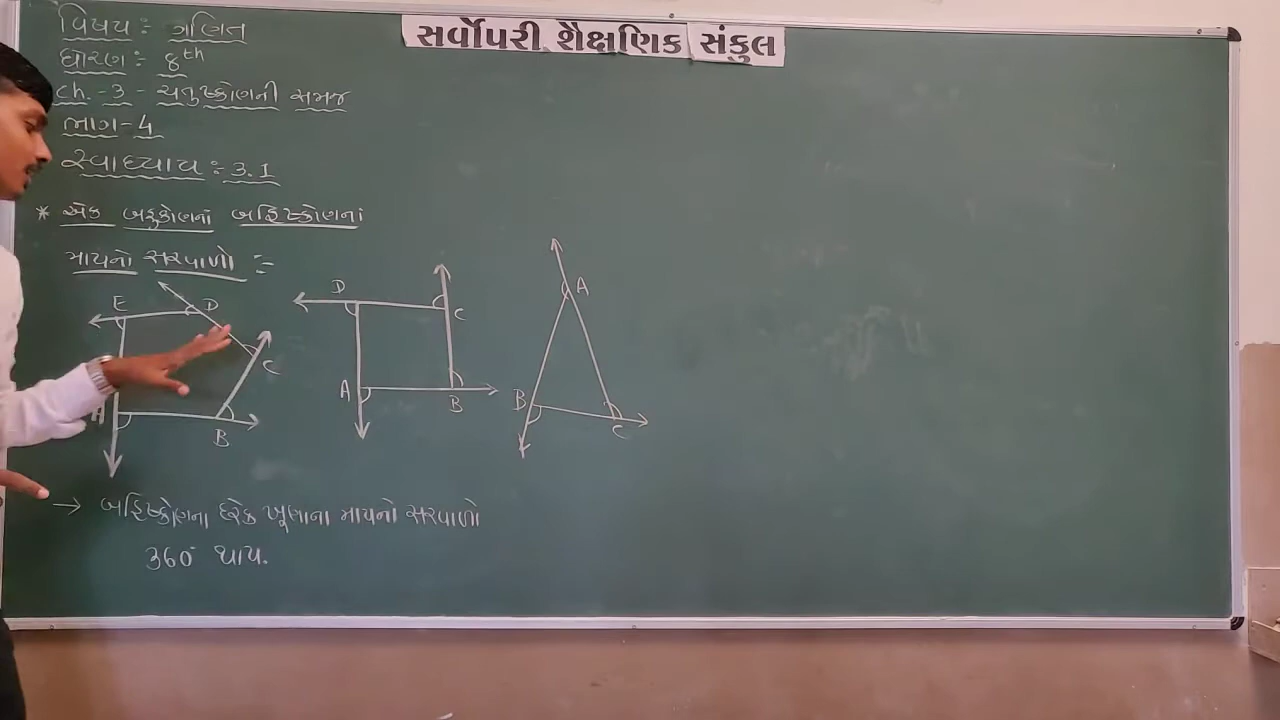 સર્વોપરી શૈક્ષણિક સંકુલ
વિષય :- ગણિત
ધોરણ :- 8th
Ch. - 3 - ચતુષ્કોણની સમજ
ભાગ - 4
સ્વાધ્યાય :- 3.1
* એક બહુકોણનાં બહિષ્કોણનાં
માપનો સરવાળો :-
E D C A B
D C A B
A B C
→ બહિષ્કોણના દરેક ખૂણાના માપનો સરવાળો
360° થાય.